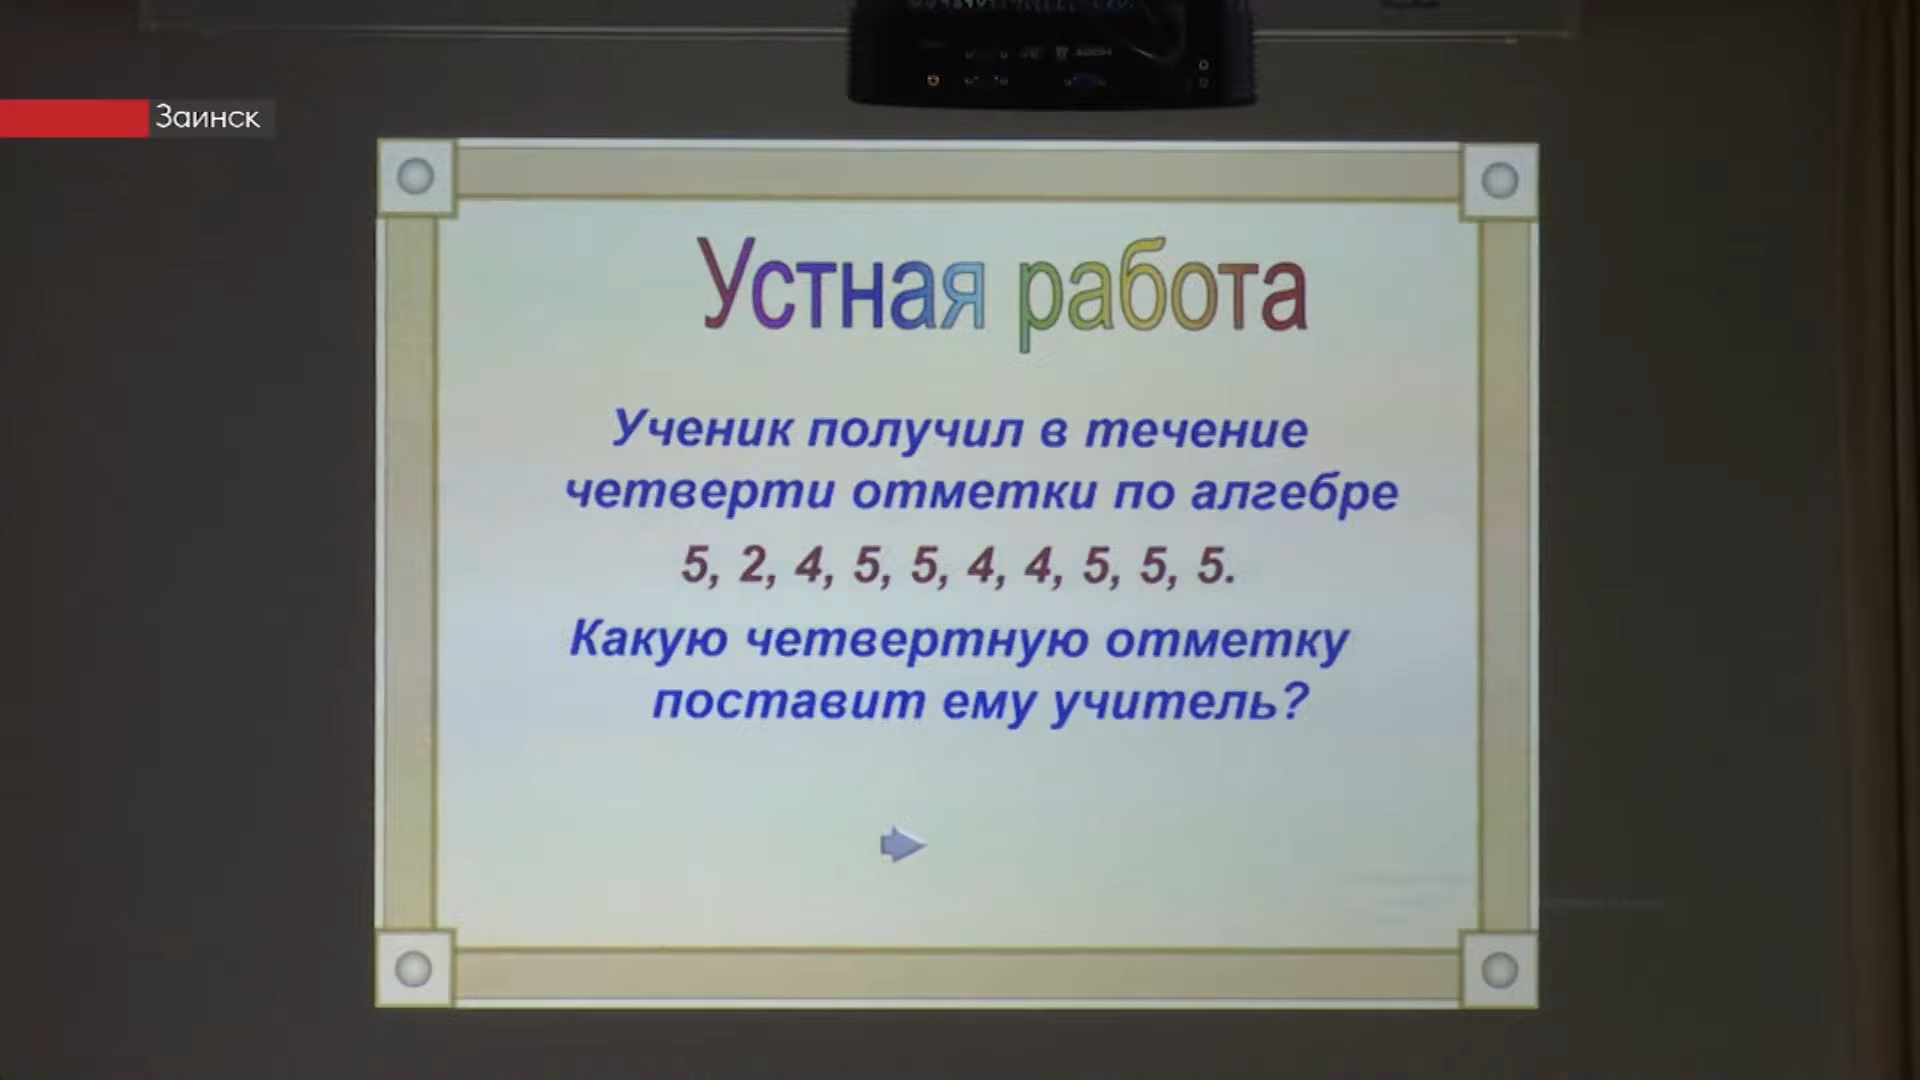 Заинск
Устная работа
Ученик получил в течение
четверти отметки по алгебре
5, 2, 4, 5, 5, 4, 4, 5, 5, 5.
Какую четвертную отметку
поставит ему учитель?